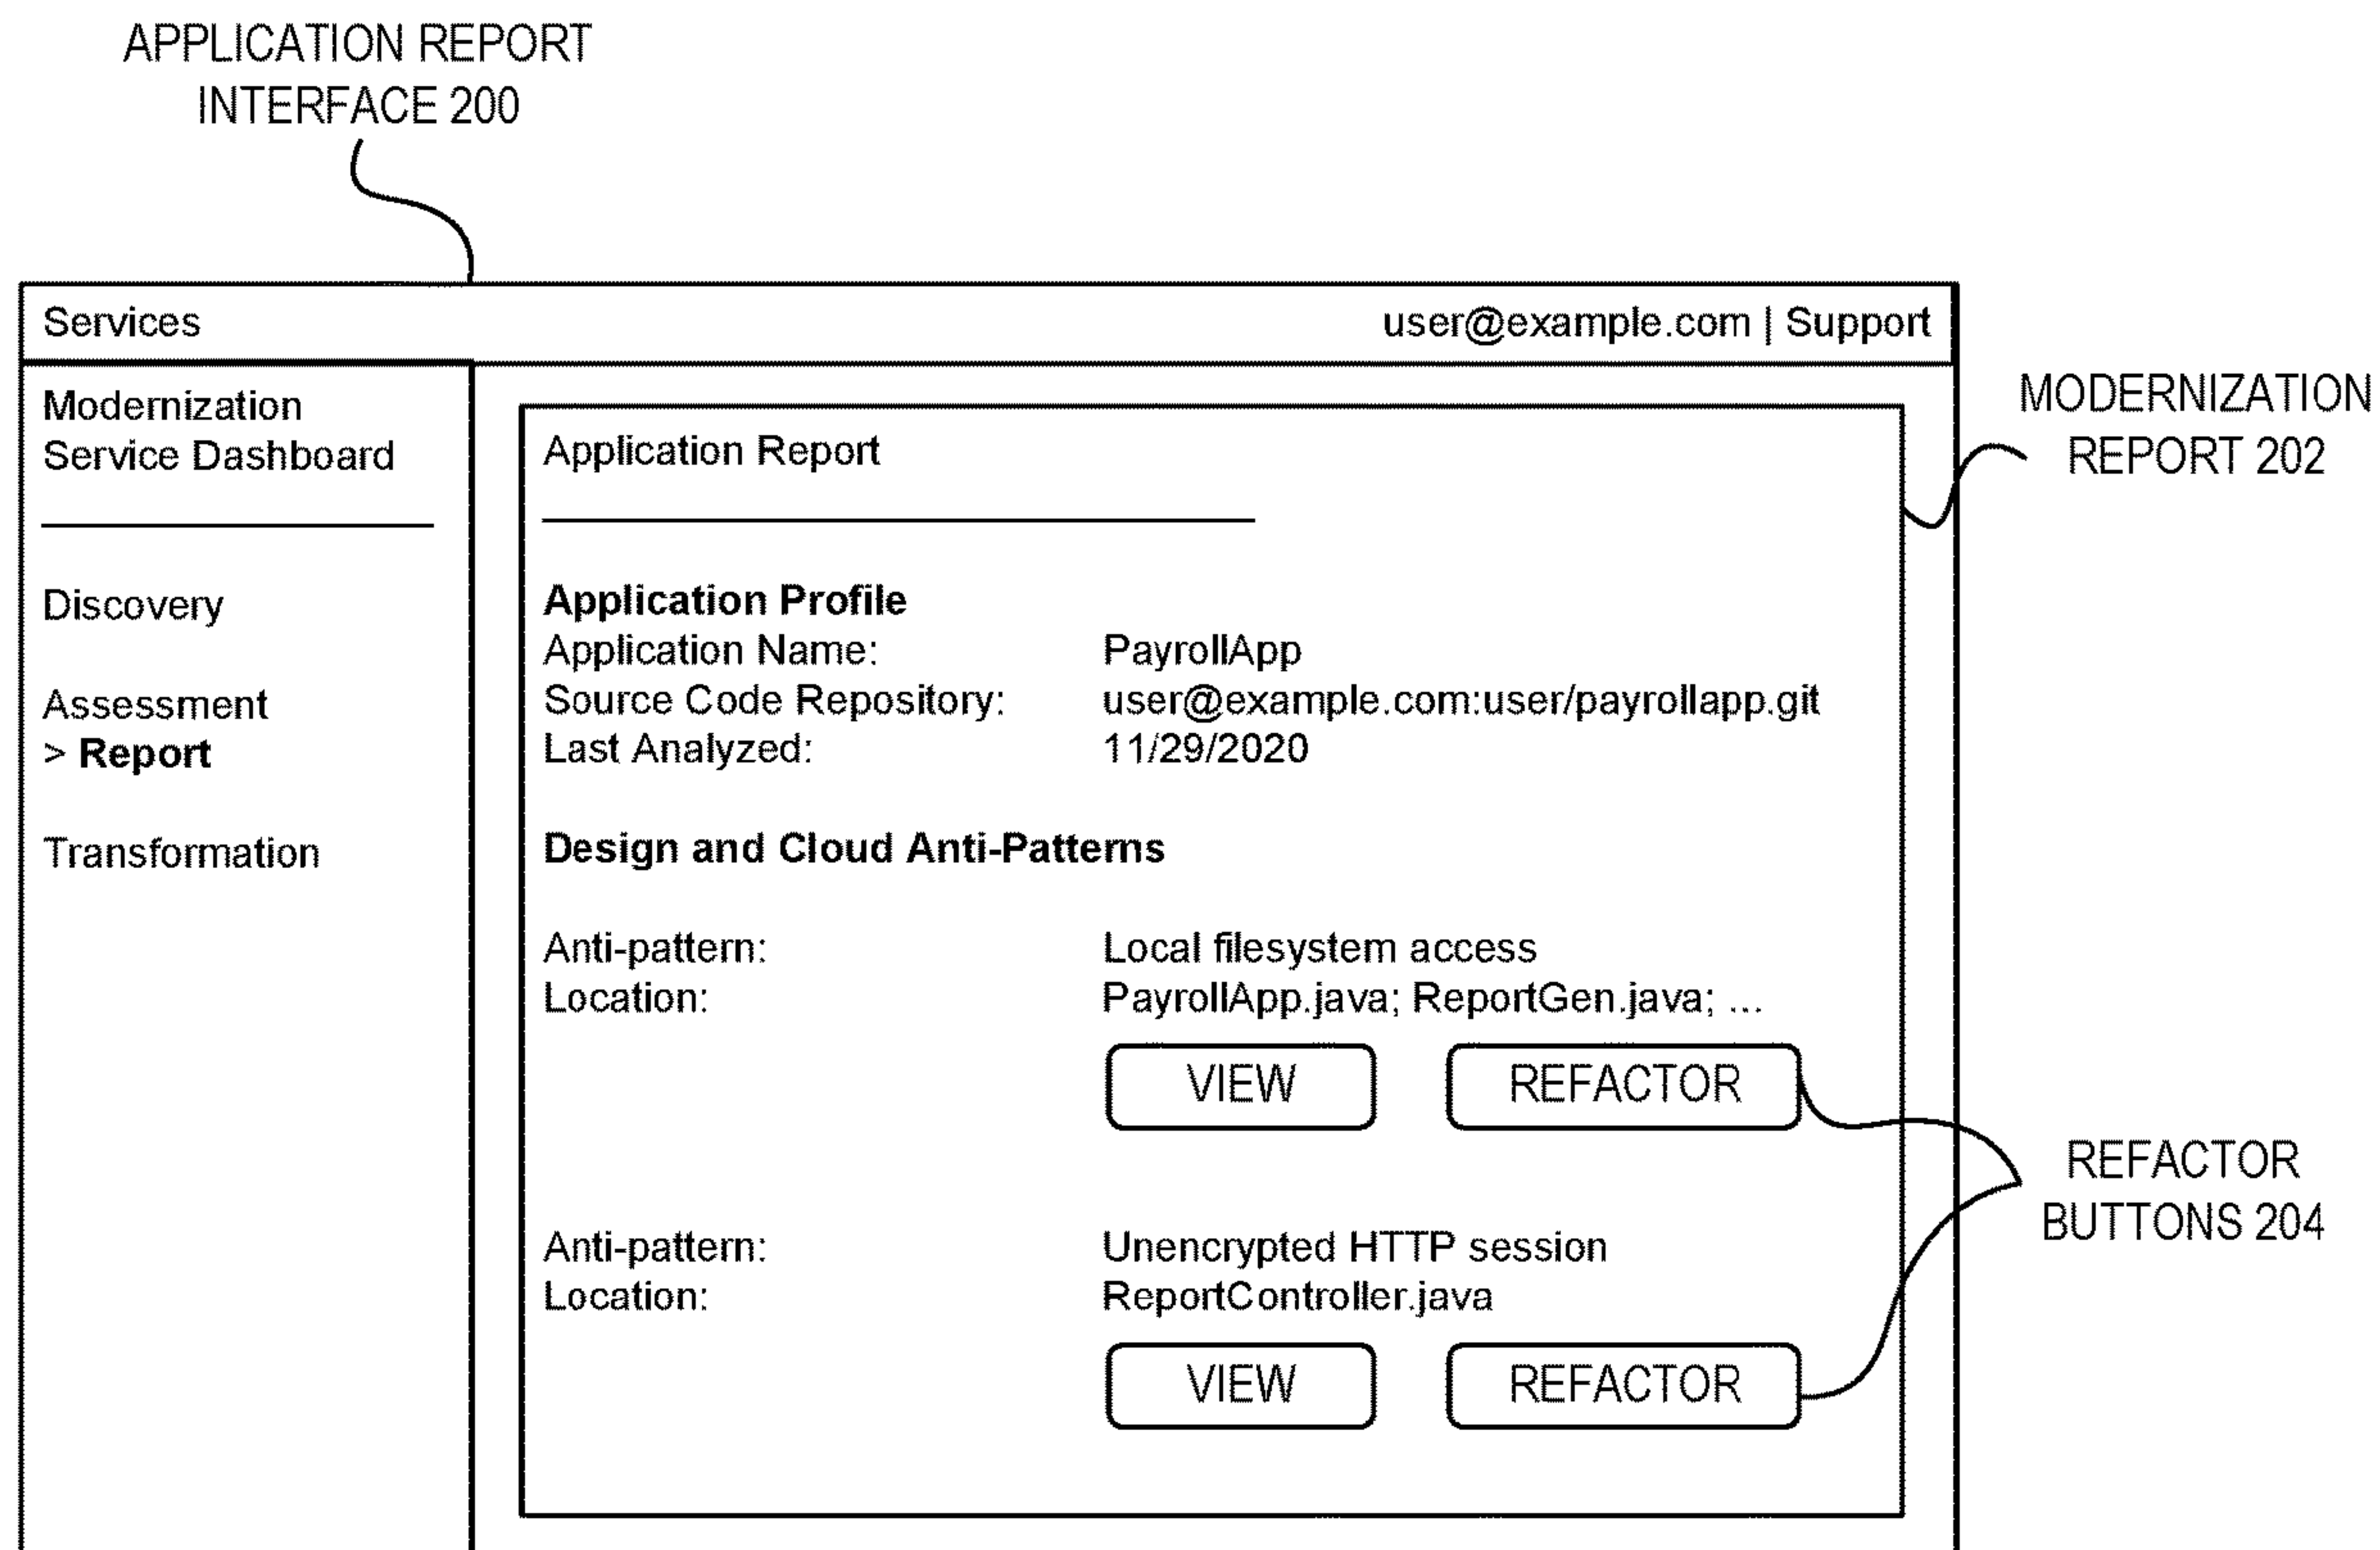 APPLICATION REPORT
INTERFACE 200
Services
user@example.com | Support
Modernization
Service Dashboard
Discovery
Assessment
> Report
Transformation
Application Report
Application Profile
Application Name: PayrollApp
Source Code Repository: user@example.com:user/payrollapp.git
Last Analyzed: 11/29/2020
Design and Cloud Anti-Patterns
Anti-pattern: Local filesystem access
Location: PayrollApp.java; ReportGen.java; ...
VIEW REFACTOR
Anti-pattern: Unencrypted HTTP session
Location: ReportController.java
VIEW REFACTOR
MODERNIZATION
REPORT 202
REFACTOR
BUTTONS 204